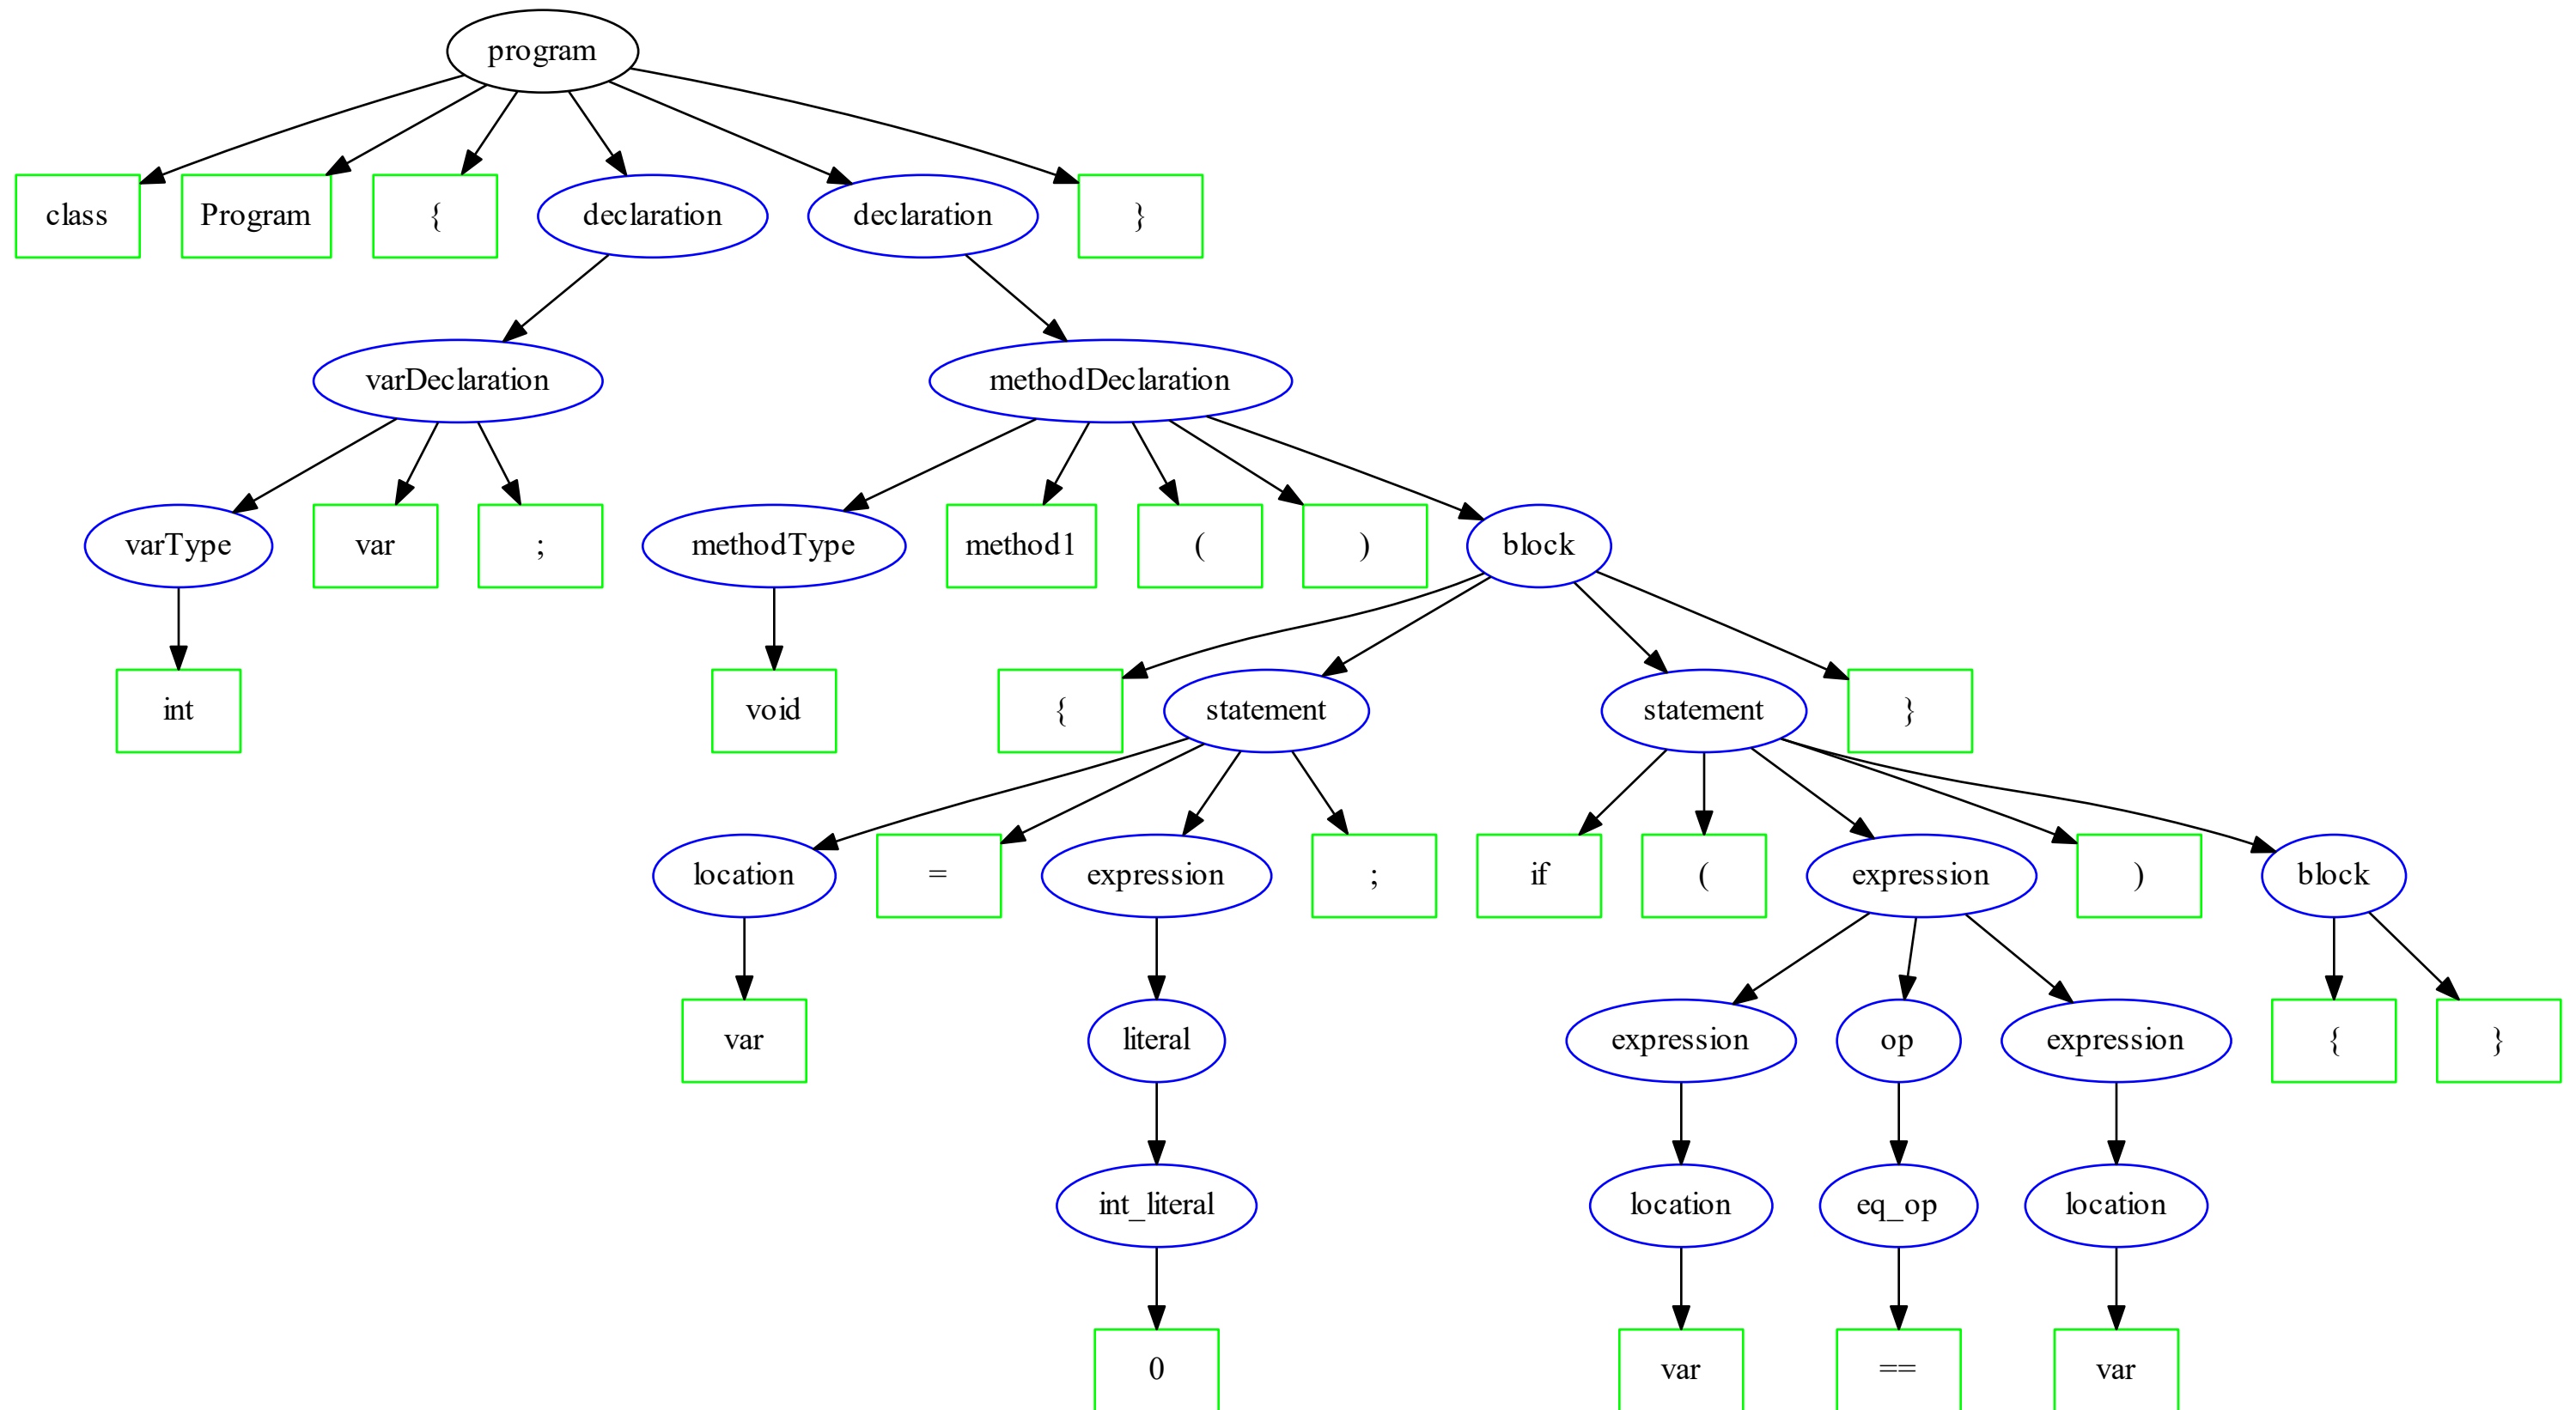 program
class Program { declaration declaration }
varDeclaration methodDeclaration
varType var ; methodType method1 ( ) block
int void { statement statement }
location = expression ; if ( expression ) block
var literal expression op expression { }
int_literal location eq_op location
0 var == var